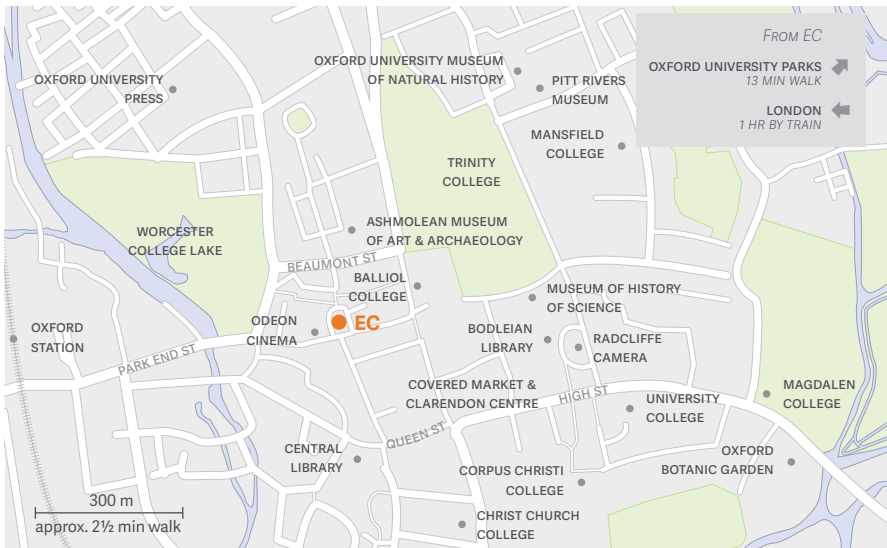 FROM EC
OXFORD UNIVERSITY PARKS
13 MIN WALK
LONDON
1 HR BY TRAIN
OXFORD UNIVERSITY MUSEUM
OF NATURAL HISTORY
OXFORD UNIVERSITY
PRESS
PITT RIVERS
MUSEUM
MANSFIELD
COLLEGE
TRINITY
COLLEGE
ASHMOLEAN MUSEUM
OF ART & ARCHAEOLOGY
WORCESTER
COLLEGE LAKE
BEAUMONT ST
BALLIOL
COLLEGE
MUSEUM OF HISTORY
OF SCIENCE
ODEON
CINEMA
EC
OXFORD
STATION
BODLEIAN
LIBRARY
RADCLIFFE
CAMERA
PARK END ST
COVERED MARKET &
CLARENDON CENTRE
HIGH ST
UNIVERSITY
COLLEGE
MAGDALEN
COLLEGE
QUEEN ST
CENTRAL
LIBRARY
OXFORD
BOTANIC GARDEN
CORPUS CHRISTI
COLLEGE
CHRIST CHURCH
COLLEGE
300 m
approx. 2½ min walk